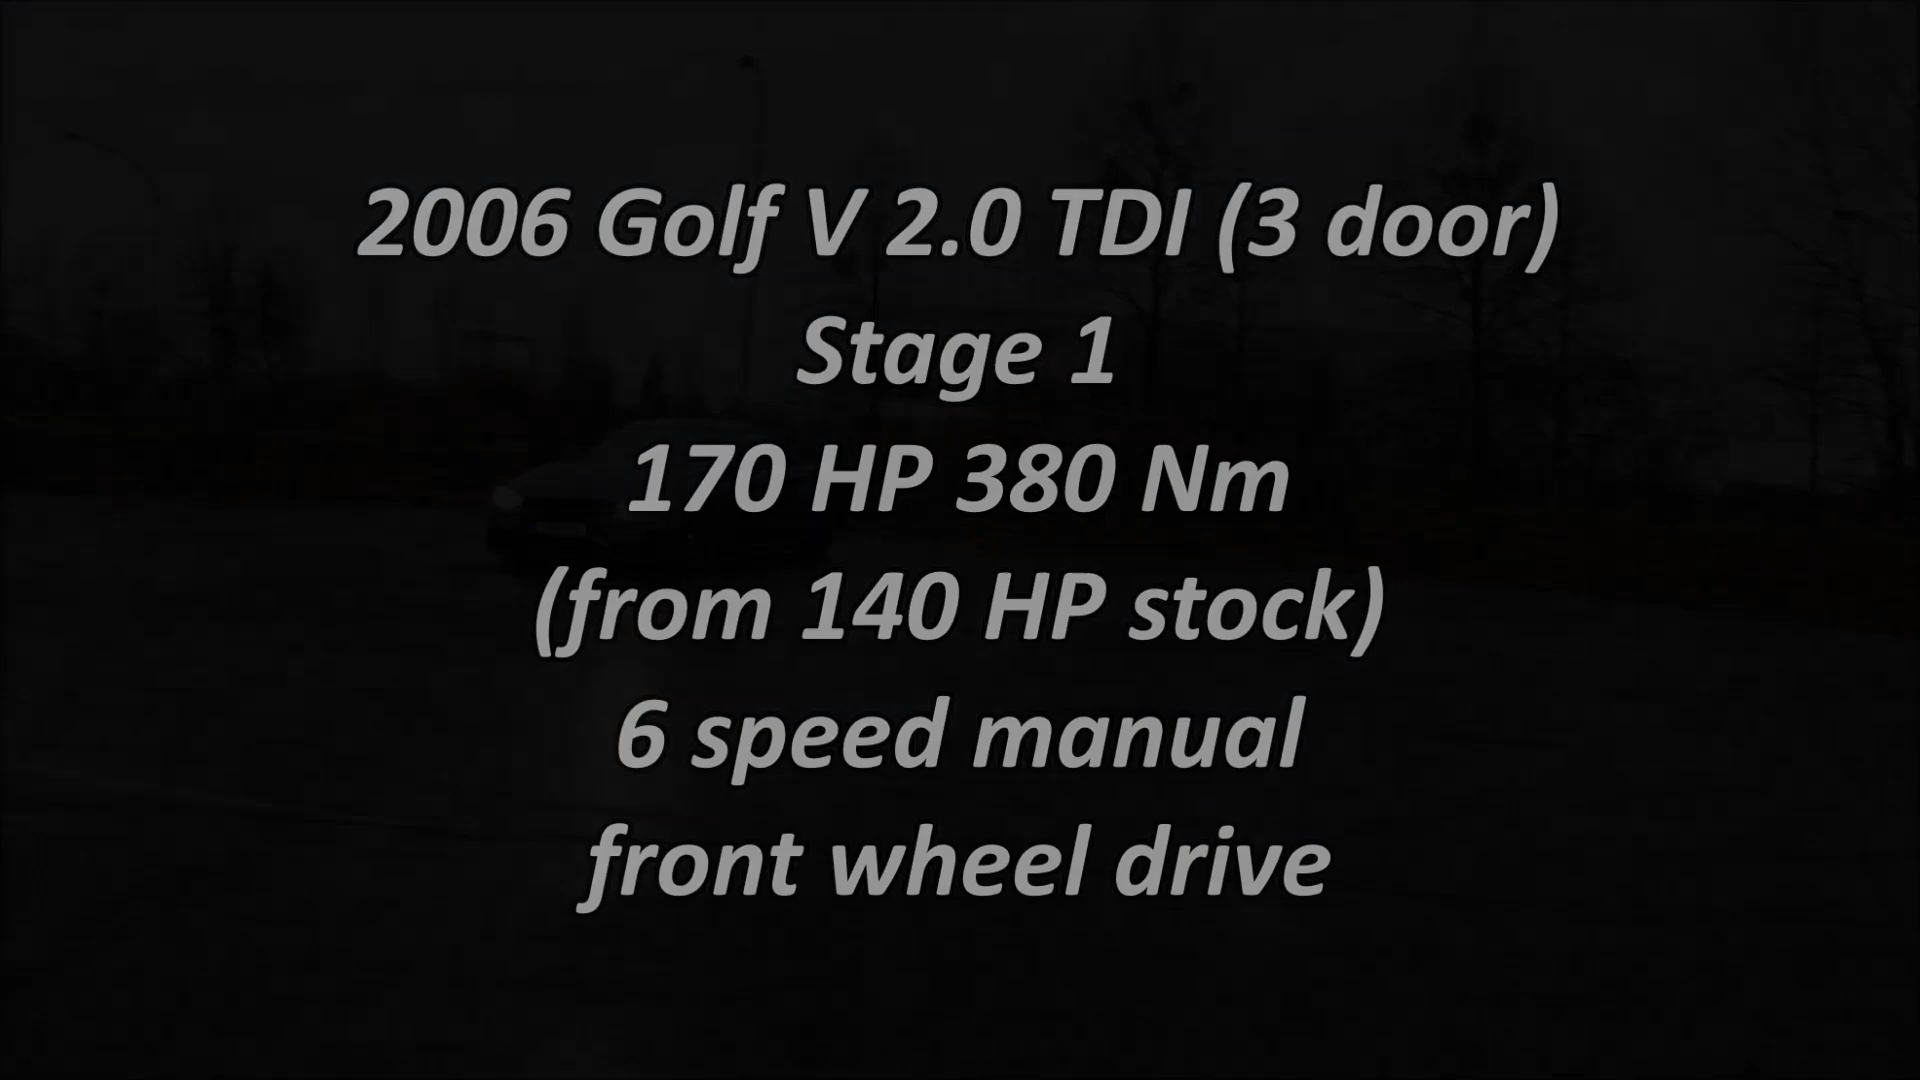 2006 Golf V 2.0 TDI (3 door)
Stage 1
170 HP 380 Nm
(from 140 HP stock)
6 speed manual
front wheel drive